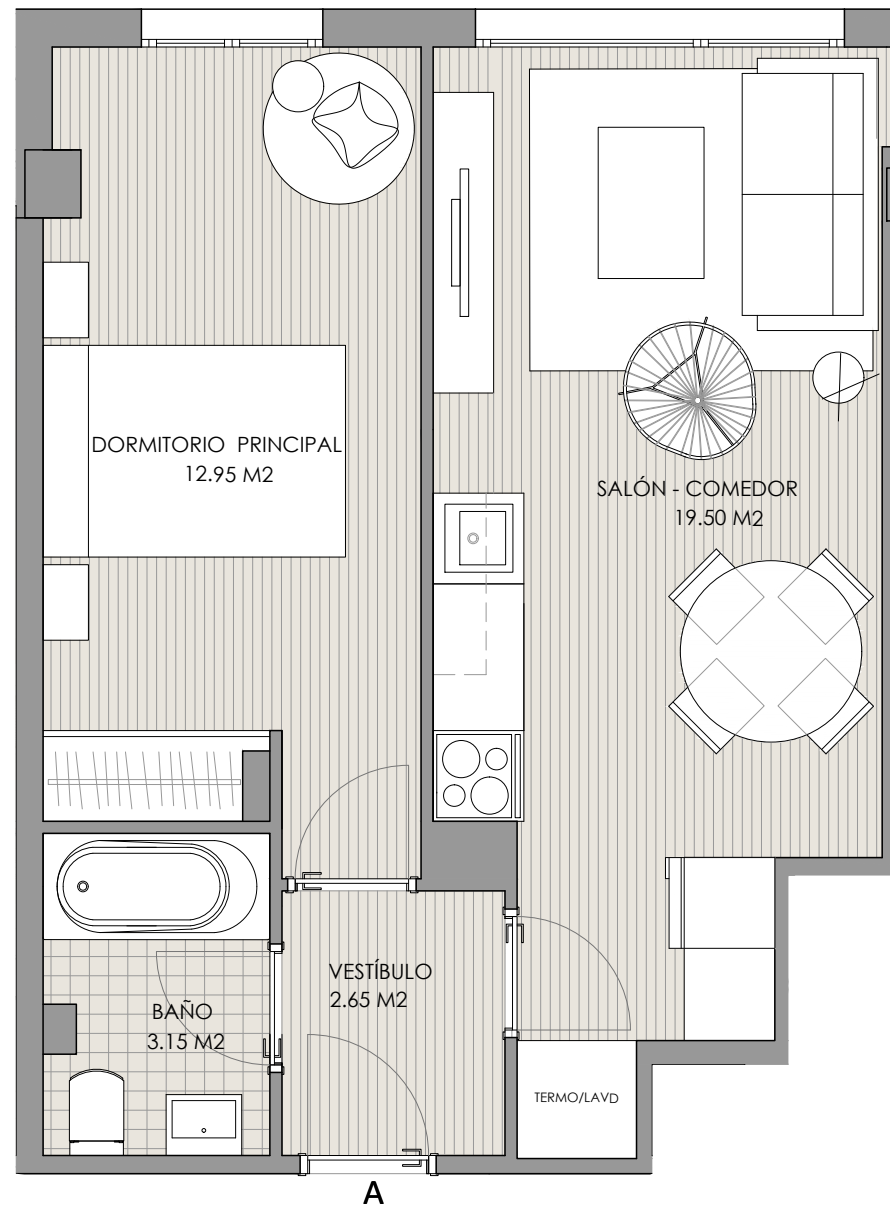 DORMITORIO PRINCIPAL
12.95 M2
SALÓN - COMEDOR
19.50 M2
VESTÍBULO
2.65 M2
BAÑO
3.15 M2
TERMO/LAVD
A